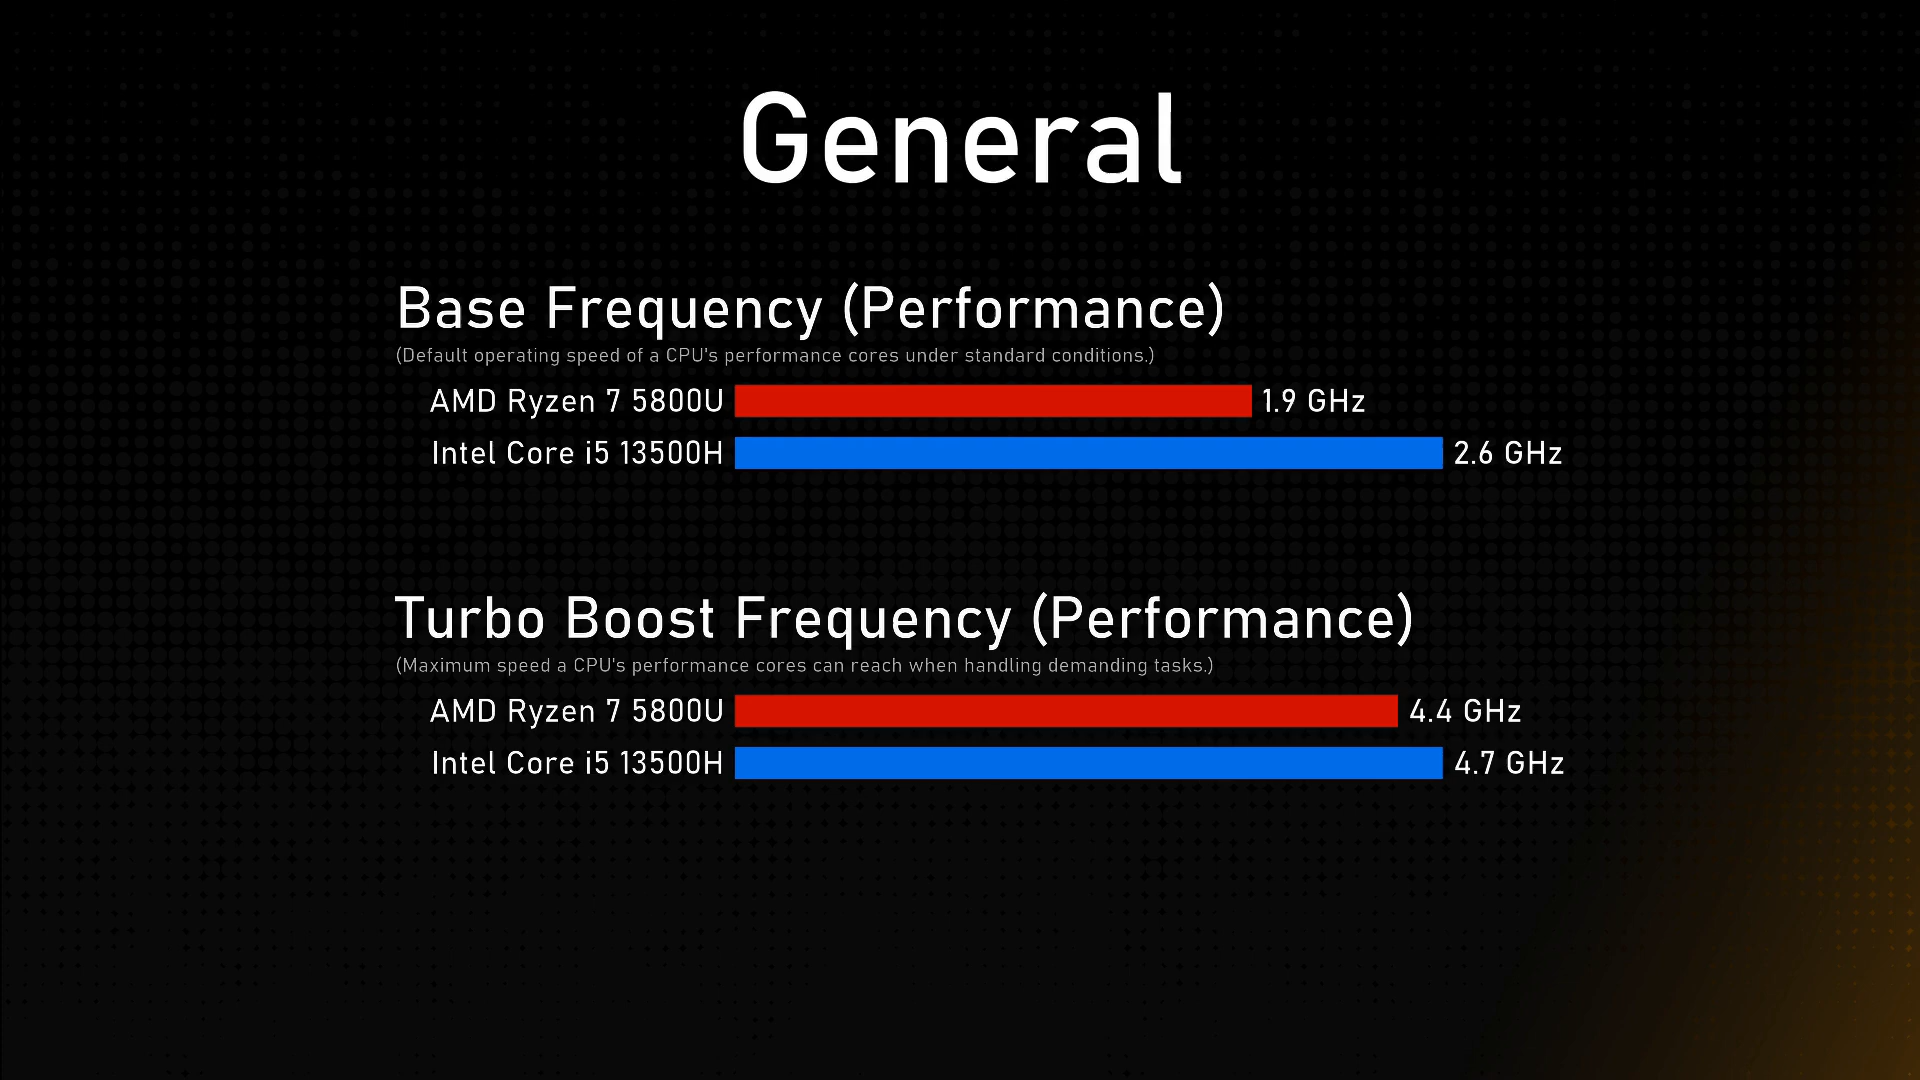 General
Base Frequency (Performance)
(Default operating speed of a CPU's performance cores under standard conditions.)
AMD Ryzen 7 5800U 1.9 GHz
Intel Core i5 13500H 2.6 GHz
Turbo Boost Frequency (Performance)
(Maximum speed a CPU's performance cores can reach when handling demanding tasks.)
AMD Ryzen 7 5800U 4.4 GHz
Intel Core i5 13500H 4.7 GHz